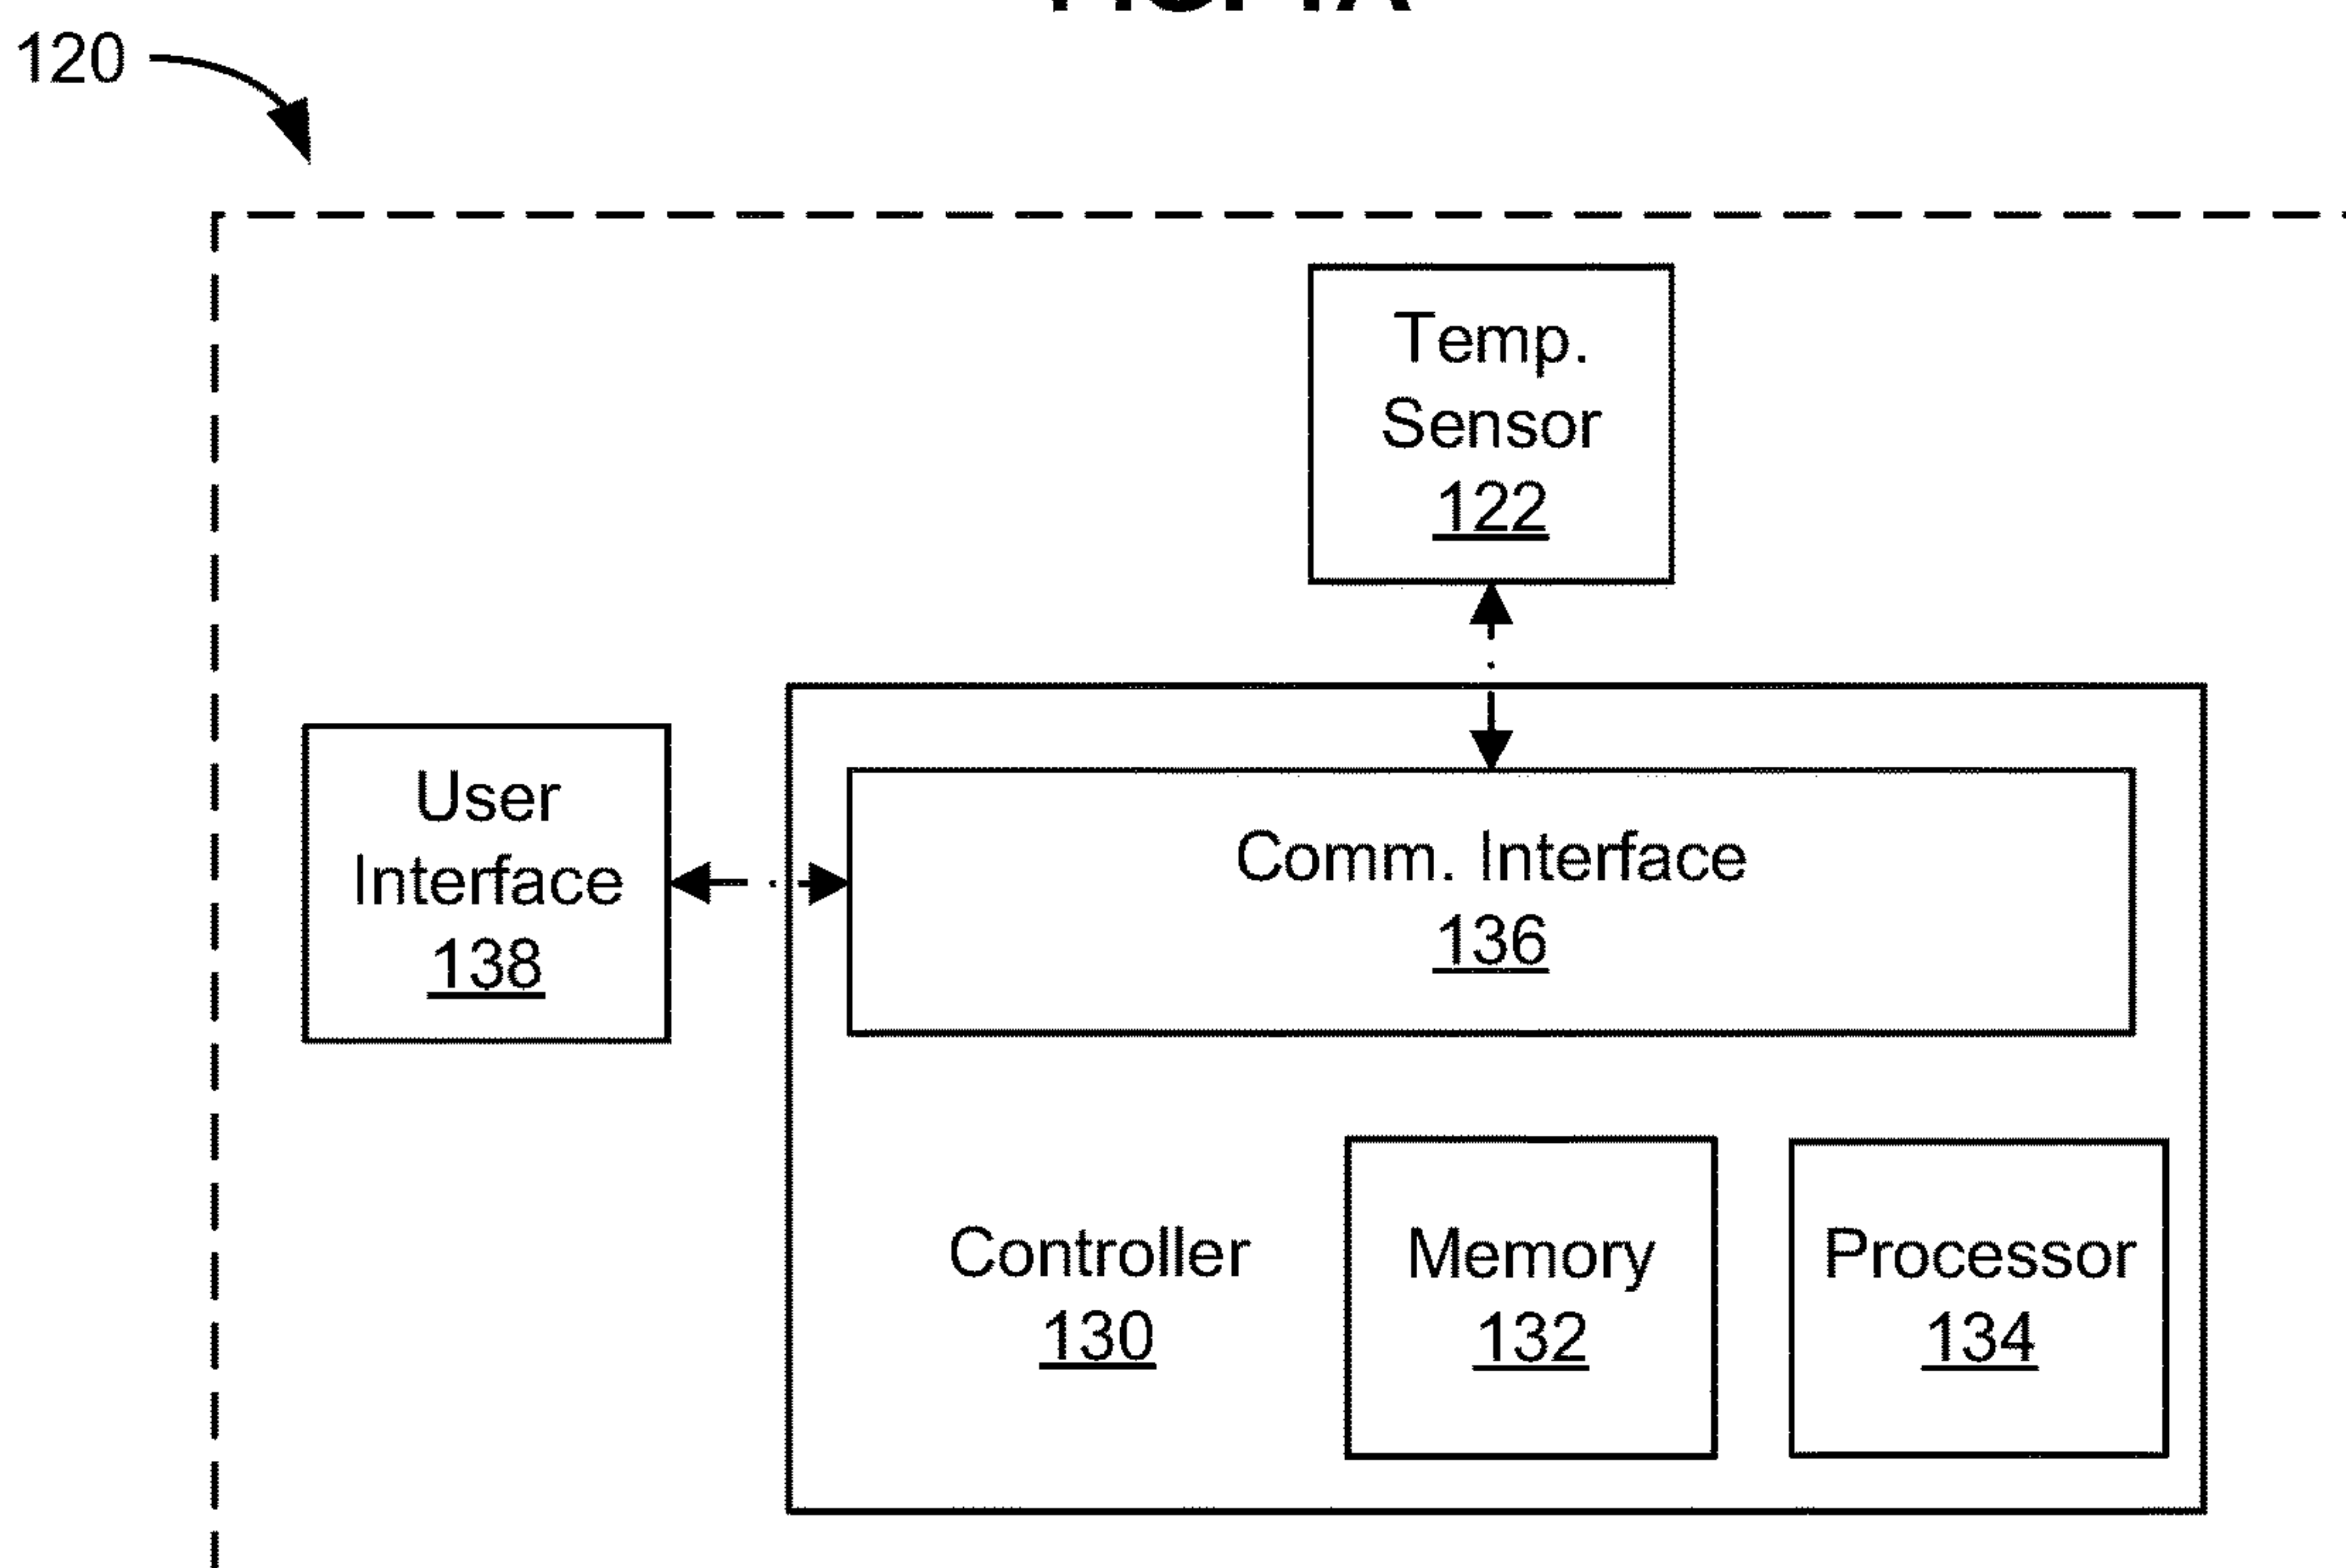 120
Temp.
Sensor
122
User
Interface
138
Comm. Interface
136
Controller
130
Memory
132
Processor
134